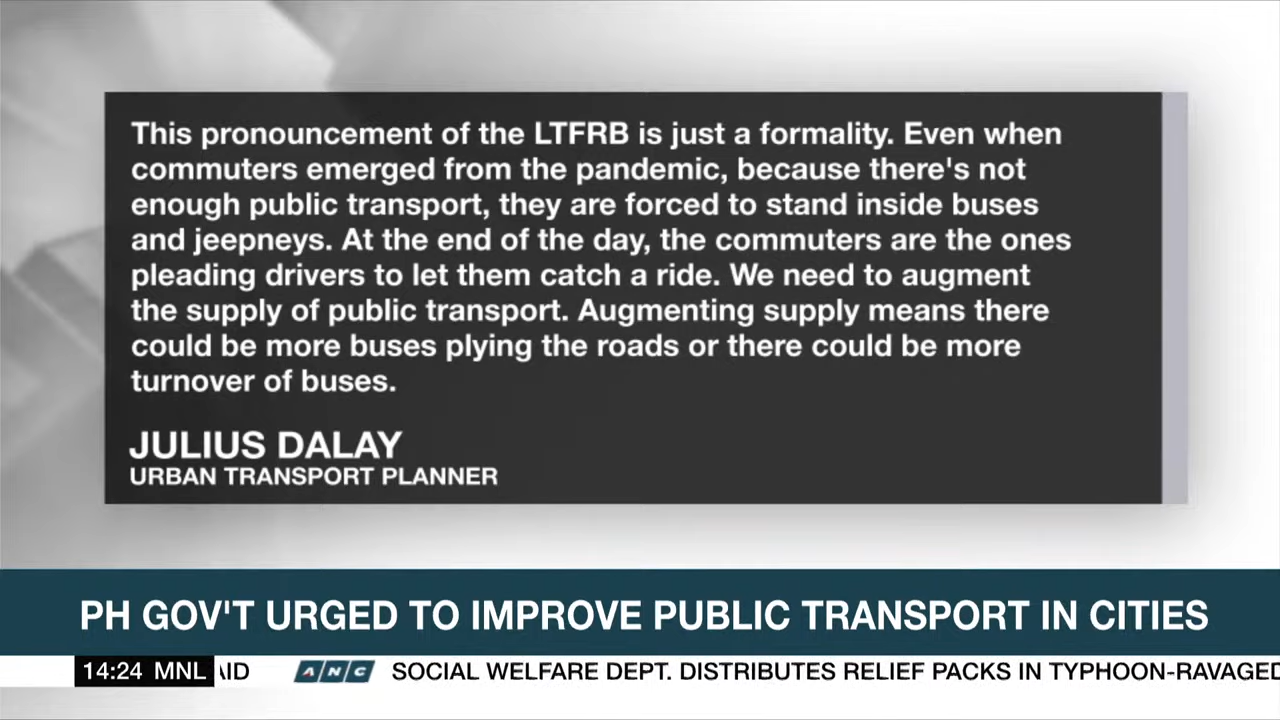 This pronouncement of the LTFRB is just a formality. Even when
commuters emerged from the pandemic, because there's not
enough public transport, they are forced to stand inside buses
and jeepneys. At the end of the day, the commuters are the ones
pleading drivers to let them catch a ride. We need to augment
the supply of public transport. Augmenting supply means there
could be more buses plying the roads or there could be more
turnover of buses.
JULIUS DALAY
URBAN TRANSPORT PLANNER
PH GOV'T URGED TO IMPROVE PUBLIC TRANSPORT IN CITIES
14:24 MNL
ANC
SOCIAL WELFARE DEPT. DISTRIBUTES RELIEF PACKS IN TYPHOON-RAVAGED